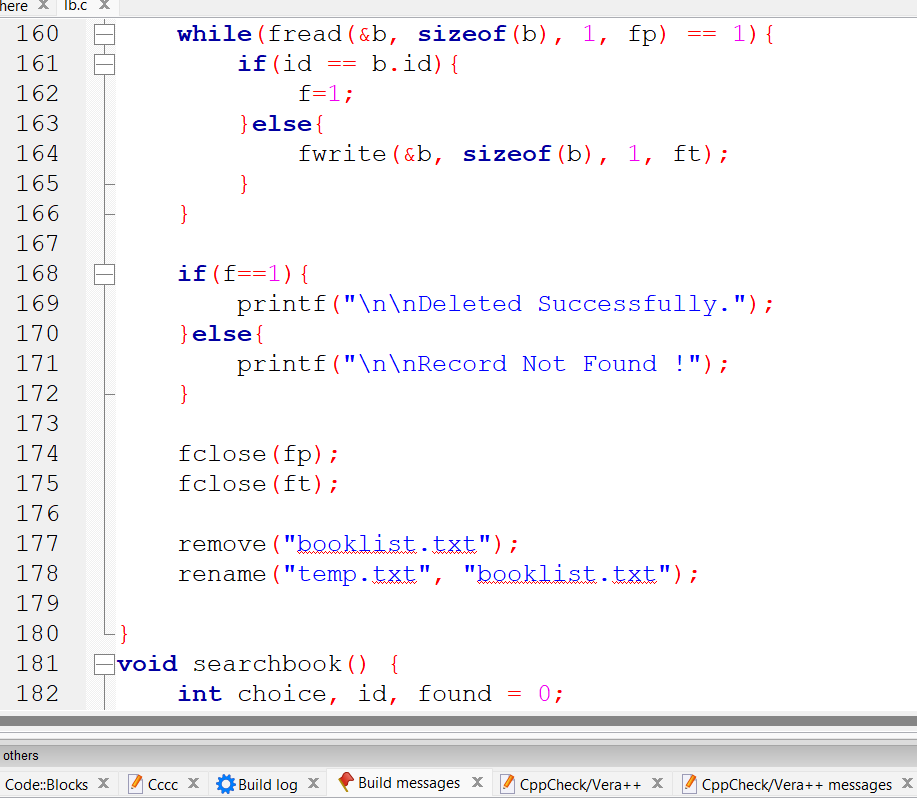 here X lb.c X
160 while(fread(&b, sizeof(b), 1, fp) == 1){
161 if(id == b.id){
162 f=1;
163 }else{
164 fwrite(&b, sizeof(b), 1, ft);
165 }
166 }
167
168 if(f==1){
169 printf("\n\nDeleted Successfully.");
170 }else{
171 printf("\n\nRecord Not Found !");
172 }
173
174 fclose(fp);
175 fclose(ft);
176
177 remove("booklist.txt");
178 rename("temp.txt", "booklist.txt");
179
180 }
181 void searchbook() {
182 int choice, id, found = 0;
others
Code::Blocks X Cccc X Build log X Build messages X CppCheck/Vera++ X CppCheck/Vera++ messages X